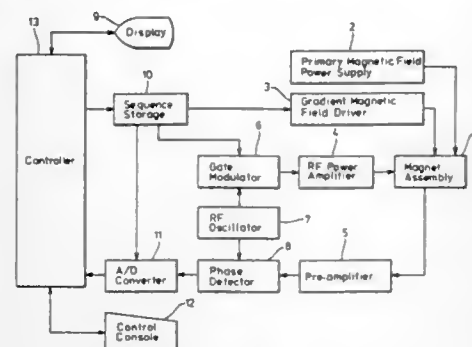 13
9
Display
2
Primary Magnetic Field
Power Supply
10
3
Sequence
Storage
Gradient Magnetic
Field Driver
6
4
1
Controller
Gate
Modulator
RF Power
Amplifier
Magnet
Assembly
RF
Oscillator
7
11
8
5
A/D
Converter
Phase
Detector
Pre-amplifier
12
Control
Console